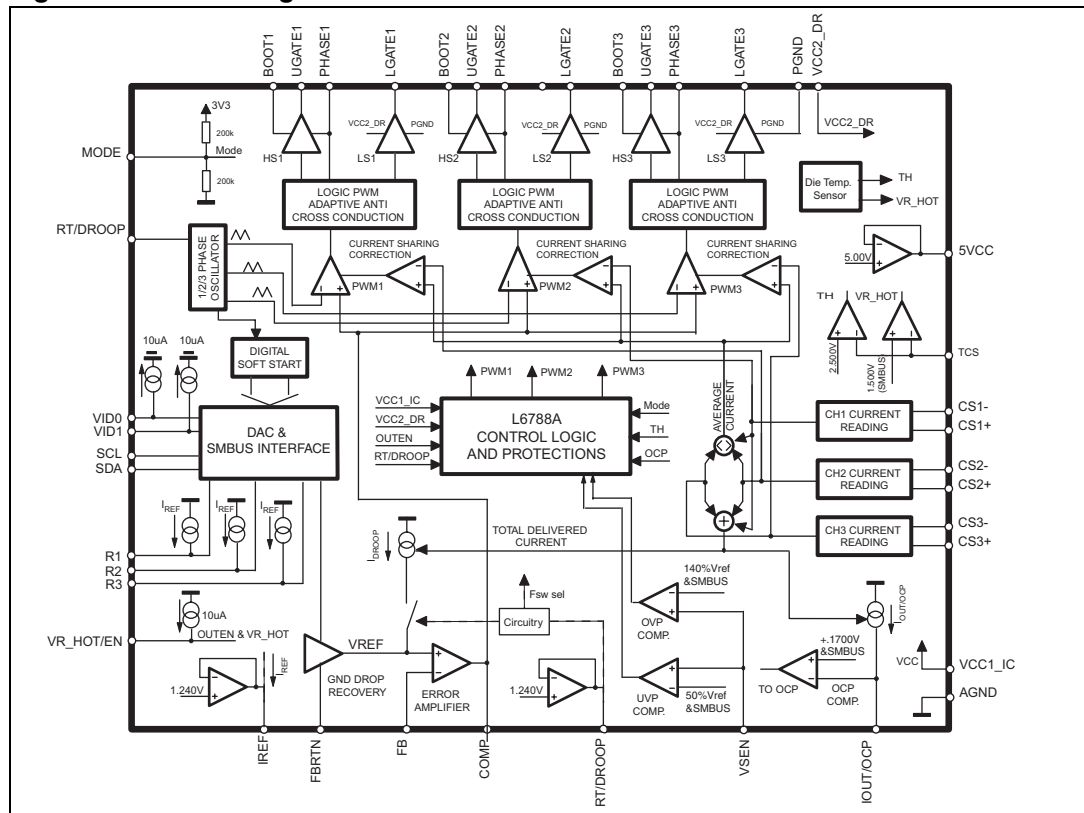 BOOT1
UGATE1
PHASE1
LGATE1
BOOT2
UGATE2
PHASE2
LGATE2
BOOT3
UGATE3
PHASE3
LGATE3
PGND
VCC2_DR
3V3
200k
MODE
Mode
200k
VCC2_DR
PGND
HS1
LS1
VCC2_DR
PGND
HS2
LS2
VCC2_DR
PGND
HS3
LS3
VCC2_DR
LOGIC PWM
ADAPTIVE ANTI
CROSS CONDUCTION
LOGIC PWM
ADAPTIVE ANTI
CROSS CONDUCTION
LOGIC PWM
ADAPTIVE ANTI
CROSS CONDUCTION
Die Temp.
Sensor
TH
VR_HOT
RT/DROOP
1/2/3 PHASE
OSCILLATOR
CURRENT SHARING
CORRECTION
PWM1
CURRENT SHARING
CORRECTION
PWM2
CURRENT SHARING
CORRECTION
PWM3
5.00V
5VCC
TH
VR_HOT
2.500V
1.500V
(SMBUS)
TCS
10uA
10uA
DIGITAL
SOFT START
VID0
VID1
SCL
SDA
DAC &
SMBUS INTERFACE
PWM1
PWM2
PWM3
VCC1_IC
VCC2_DR
OUTEN
RT/DROOP
L6788A
CONTROL LOGIC
AND PROTECTIONS
Mode
TH
OCP
AVERAGE
CURRENT
CH1 CURRENT
READING
CS1-
CS1+
CH2 CURRENT
READING
CS2-
CS2+
CH3 CURRENT
READING
CS3-
CS3+
IREF
IREF
IREF
R1
R2
R3
IDROOP
TOTAL DELIVERED
CURRENT
10uA
VR_HOT/EN
OUTEN & VR_HOT
Fsw sel
Circuitry
140%Vref
&SMBUS
OVP
COMP.
IOUT/OCP
1.240V
IREF
GND DROP
RECOVERY
VREF
ERROR
AMPLIFIER
1.240V
UVP
COMP.
50%Vref
&SMBUS
TO OCP
+.1700V
&SMBUS
OCP
COMP.
VCC
VCC1_IC
AGND
IREF
FBRTN
FB
COMP
RT/DROOP
VSEN
IOUT/OCP